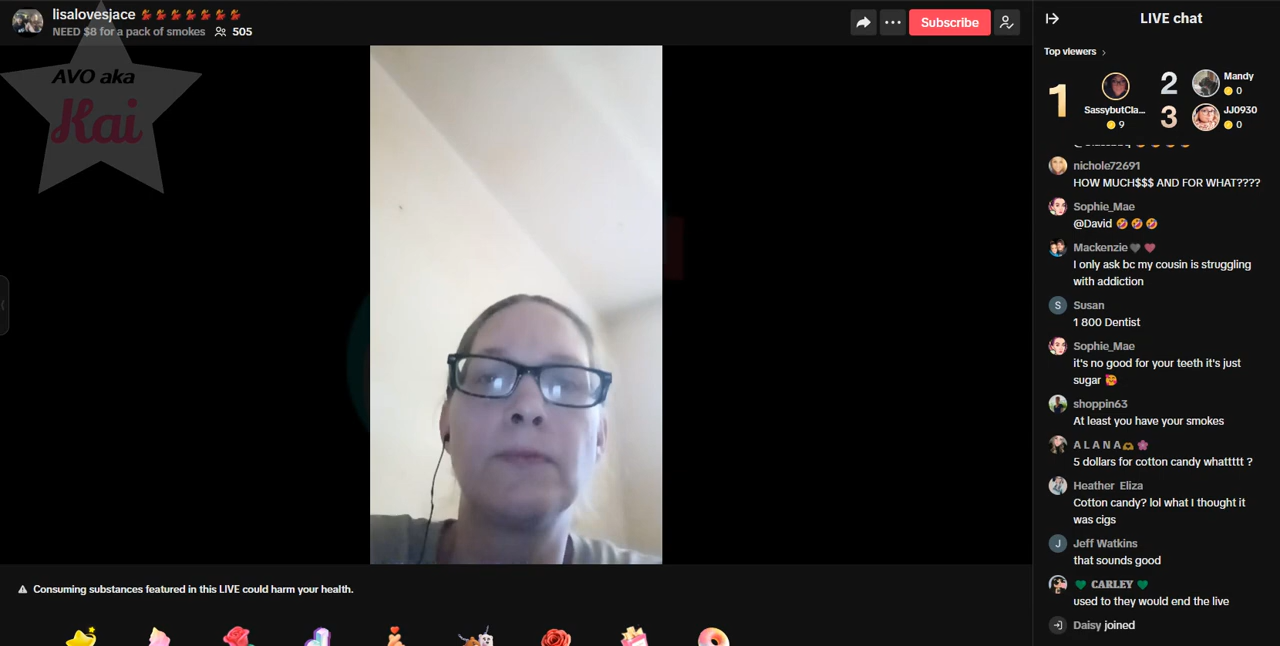 lisalovesjace 💃💃💃💃💃💃💃
NEED $8 for a pack of smokes 505
Subscribe
AVO aka
Kai
LIVE chat
Top viewers >
1
SassybutCla...
9
2
Mandy
0
3
JJ0930
0
nichole72691
HOW MUCH$$$ AND FOR WHAT????
Sophie_Mae
@David 🤣🤣🤣
Mackenzie🖤❤️
I only ask bc my cousin is struggling
with addiction
S
Susan
1 800 Dentist
Sophie_Mae
it's no good for your teeth it's just
sugar 🥰
shoppin63
At least you have your smokes
A L A N A🫶🌸
5 dollars for cotton candy whattttt ?
Heather Eliza
Cotton candy? lol what I thought it
was cigs
J
Jeff Watkins
that sounds good
💚 CARLEY 💚
used to they would end the live
Daisy joined
Consuming substances featured in this LIVE could harm your health.